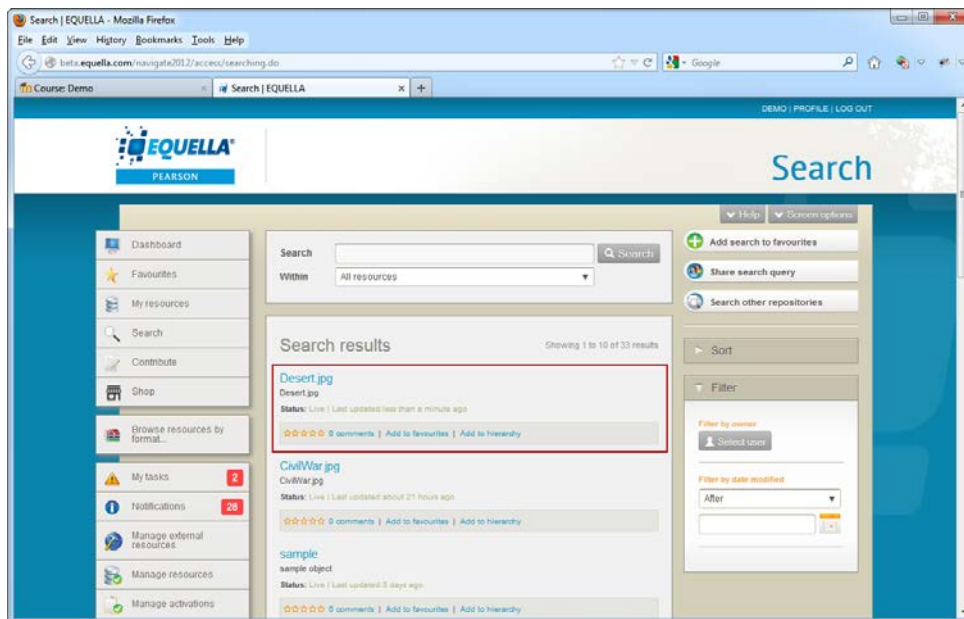 Search | EQUELLA - Mozilla Firefox
File Edit View History Bookmarks Tools Help
beta.equella.com/navigate2012/access/searching.do
Google
Course: Demo
Search | EQUELLA
DEMO | PROFILE | LOG OUT
EQUELLA
PEARSON
Search
Help
Screen options
Dashboard
Favourites
My resources
Search
Contribute
Shop
Browse resources by
format...
My tasks 2
Notifications 26
Manage external
resources
Manage resources
Manage activations
Search
Search
Within All resources
Search results
Showing 1 to 10 of 33 results
Desert.jpg
Desert.jpg
Status: Live | Last updated less than a minute ago
0 comments | Add to favourites | Add to hierarchy
CivilWar.jpg
CivilWar.jpg
Status: Live | Last updated about 21 hours ago
0 comments | Add to favourites | Add to hierarchy
sample
sample object
Status: Live | Last updated 3 days ago
0 comments | Add to favourites | Add to hierarchy
Add search to favourites
Share search query
Search other repositories
Sort
Filter
Filter by owner
Select user
Filter by date modified
After